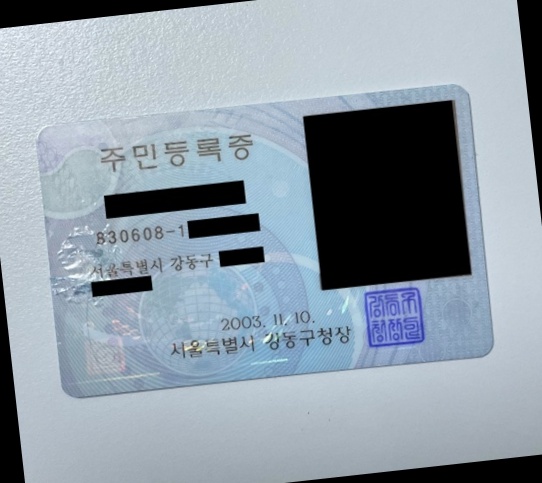 주민등록증
830608-1
서울특별시 강동구
2003. 11. 10.
서울특별시 강동구청장